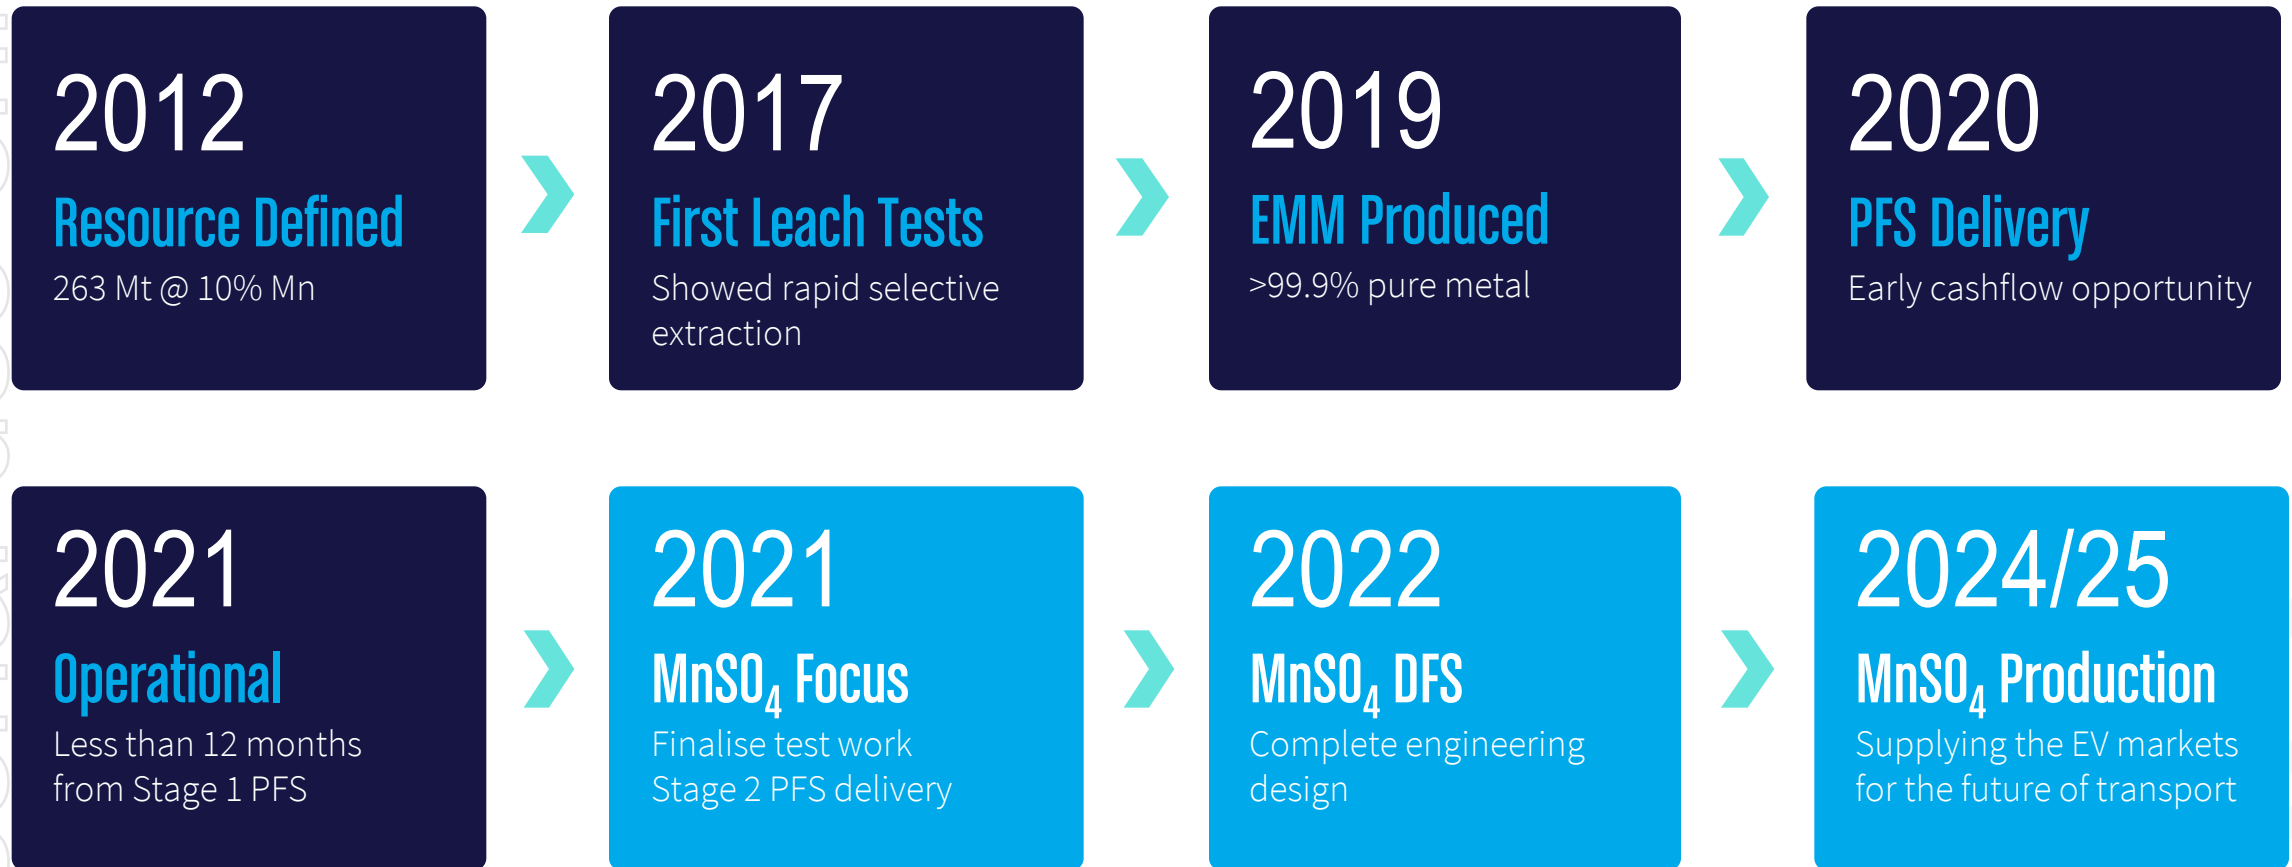 2012
Resource Defined
263 Mt @ 10% Mn
2017
First Leach Tests
Showed rapid selective
extraction
2019
EMM Produced
>99.9% pure metal
2020
PFS Delivery
Early cashflow opportunity
2021
Operational
Less than 12 months
from Stage 1 PFS
2021
MnSO₄ Focus
Finalise test work
Stage 2 PFS delivery
2022
MnSO₄ DFS
Complete engineering
design
2024/25
MnSO₄ Production
Supplying the EV markets
for the future of transport